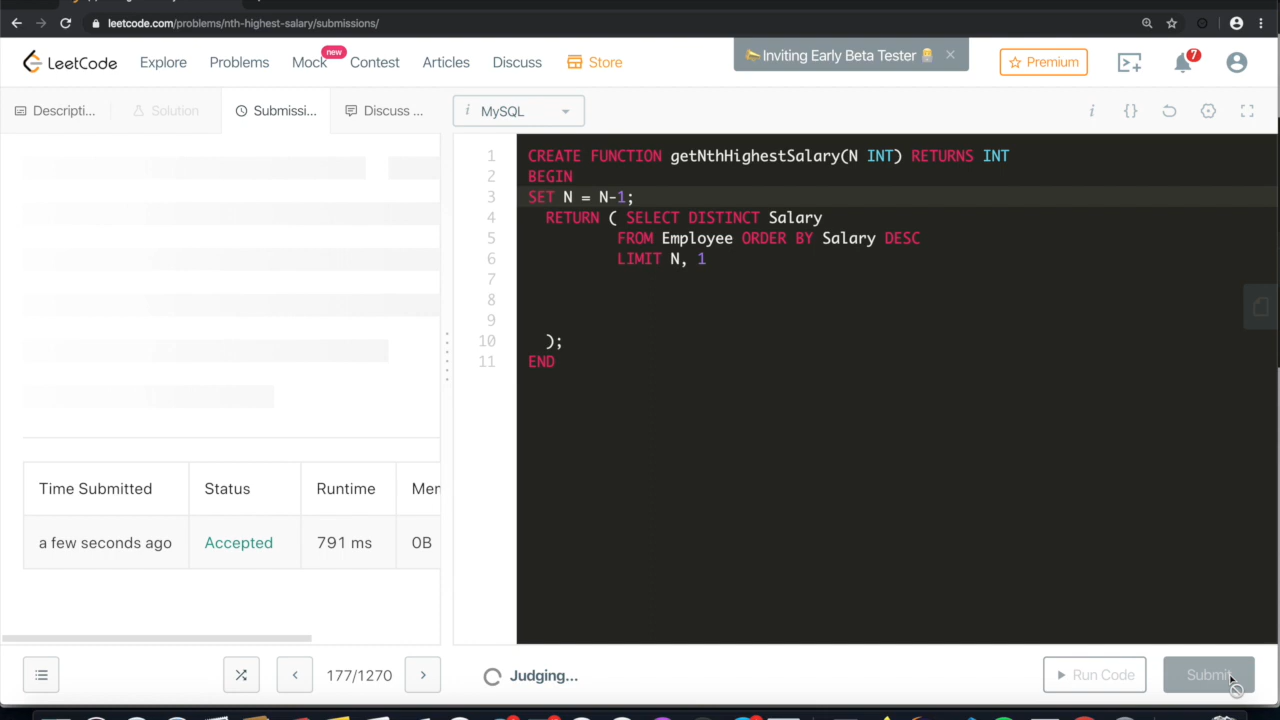 leetcode.com/problems/nth-highest-salary/submissions/
LeetCode Explore Problems Mock new Contest Articles Discuss Store Inviting Early Beta Tester Premium 7
Descripti... Solution Submissi... Discuss ... i MySQL i {}
1 CREATE FUNCTION getNthHighestSalary(N INT) RETURNS INT
2 BEGIN
3 SET N = N-1;
4 RETURN ( SELECT DISTINCT Salary
5 FROM Employee ORDER BY Salary DESC
6 LIMIT N, 1
7
8
9
10 );
11 END
Time Submitted Status Runtime Mem
a few seconds ago Accepted 791 ms 0B
177/1270 Judging... Run Code Submit